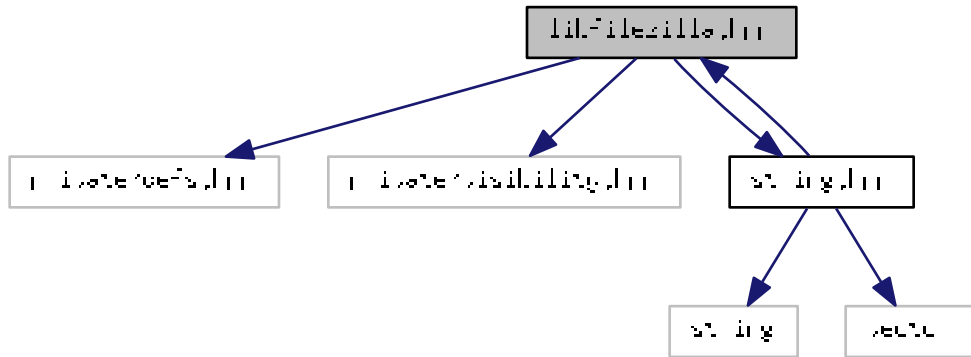 libfilezilla.hpp
private/defs.hpp
private/visibility.hpp
string.hpp
string
vector